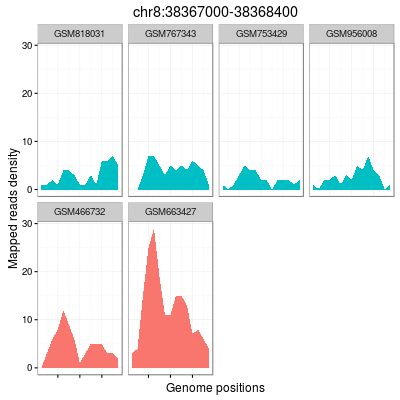 chr8:38367000-38368400
GSM818031 GSM767343 GSM753429 GSM956008
30
20
10
0
GSM466732 GSM663427
30
20
10
0
Mapped reads density
Genome positions